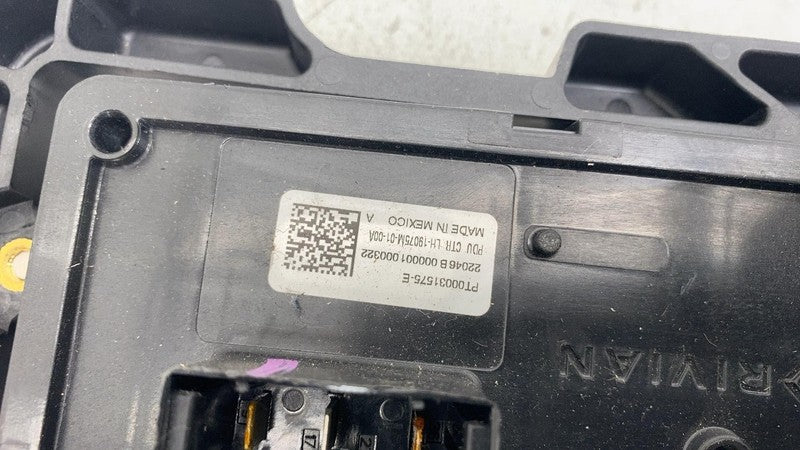 PT00031575-E
22046 B 000001 000322
PDU CTR LH-19075M-01-00A
MADE IN MEXICO A
RIVIAN